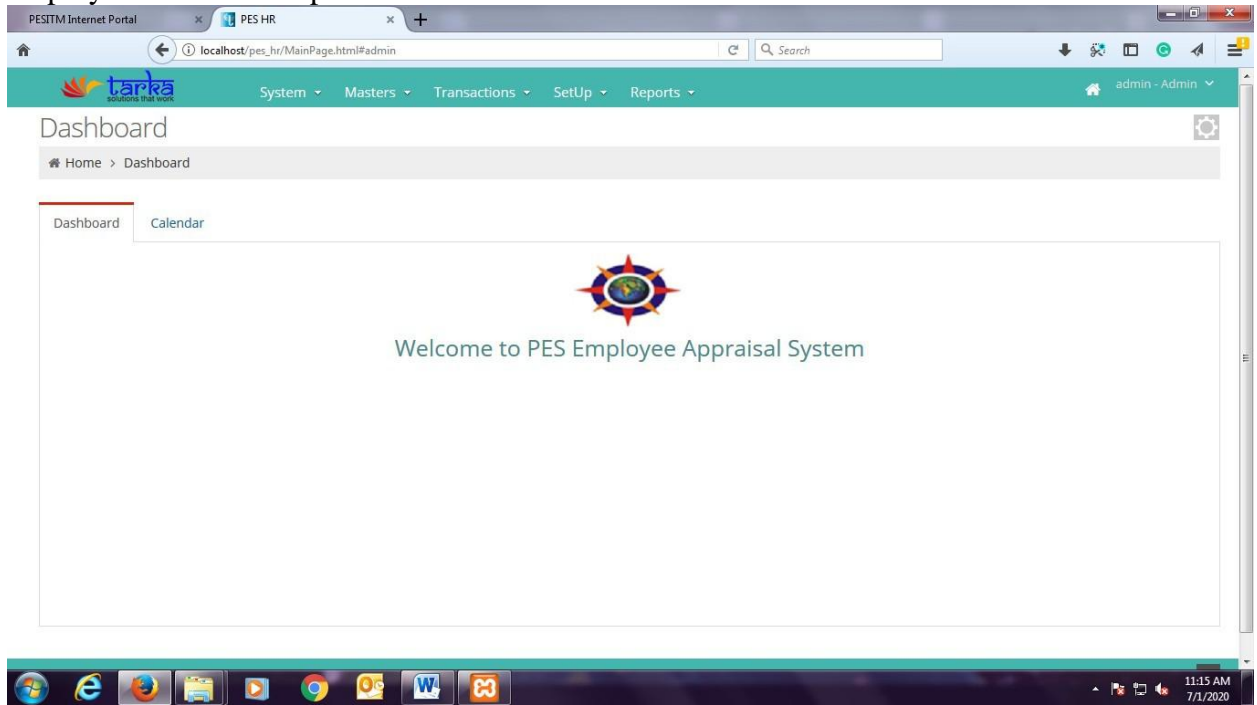 PESITM Internet Portal
PES HR
localhost/pes_hr/MainPage.html#admin
Search
tarka
solutions that work
System
Masters
Transactions
SetUp
Reports
admin - Admin
Dashboard
Home > Dashboard
Dashboard
Calendar
Welcome to PES Employee Appraisal System
11:15 AM
7/1/2020